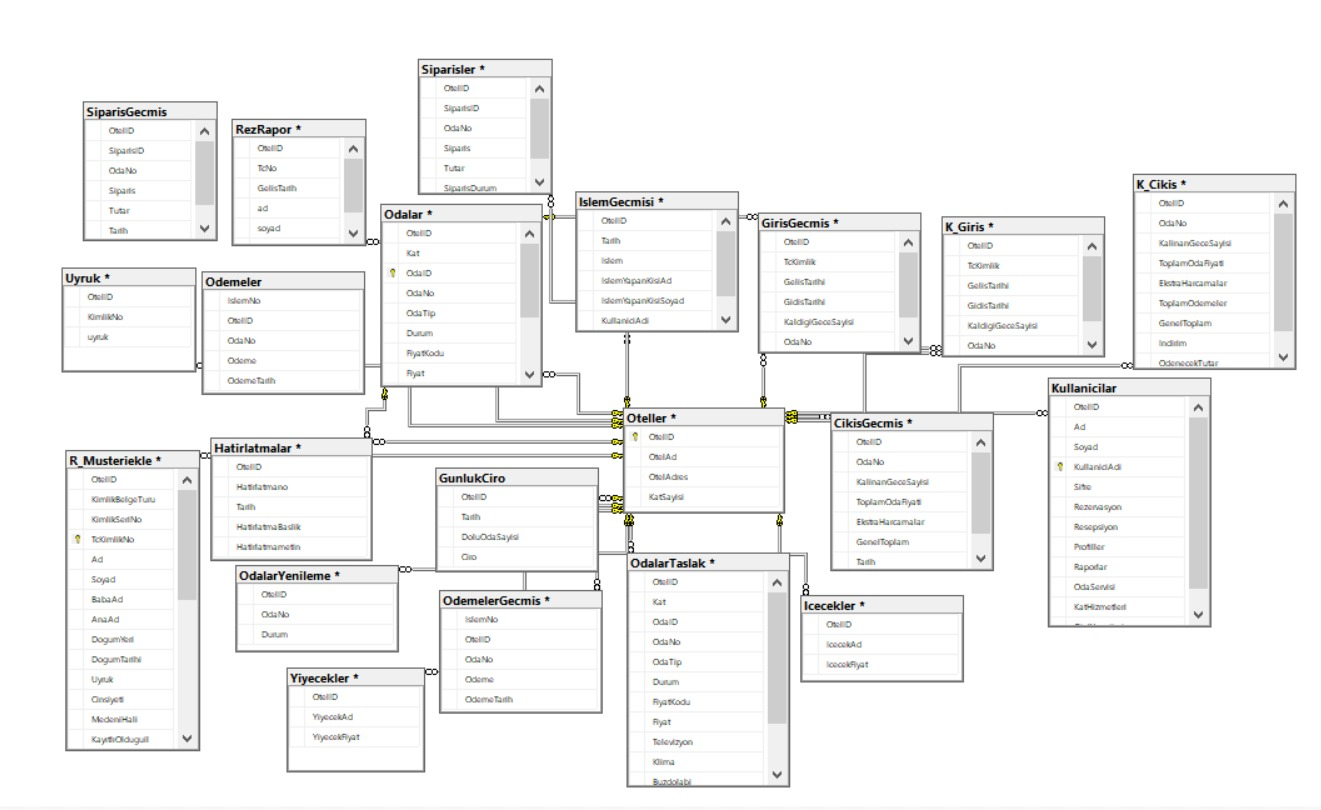 Siparisler *
OtelID
SiparisID
OdaNo
Siparis
Tutar
SiparisDurum
SiparisGecmis
OtelID
SiparisID
OdaNo
Siparis
Tutar
Tarih
RezRapor *
OtelID
TcNo
GelisTarih
ad
soyad
Odalar *
OtelID
Kat
OdaID
OdaNo
OdaTip
Durum
FiyatKodu
Fiyat
IslemGecmisi *
OtelID
Tarih
Islem
IslemYapanKisiAd
IslemYapanKisiSoyad
KullaniciAdi
GirisGecmis *
OtelID
TcKimlik
GelisTarihi
GidisTarihi
KaldigiGeceSayisi
OdaNo
K_Giris *
OtelID
TcKimlik
GelisTarihi
GidisTarihi
KaldigiGeceSayisi
OdaNo
K_Cikis *
OtelID
OdaNo
KalinanGeceSayisi
ToplamOdaFiyati
EkstraHarcamalar
ToplamOdemeler
GenelToplam
Indirim
OdenecekTutar
Uyruk *
OtelID
KimlikNo
uyruk
Odemeler
IslemNo
OtelID
OdaNo
Odeme
OdemeTarih
Kullanicilar
OtelID
Ad
Soyad
KullaniciAdi
Sifre
Rezervasyon
Resepsiyon
Profiller
Raporlar
OdaServisi
KatHizmetleri
Oteller *
OtelID
OtelAd
OtelAdres
KatSayisi
CikisGecmis *
OtelID
OdaNo
KalinanGeceSayisi
ToplamOdaFiyati
EkstraHarcamalar
GenelToplam
Tarih
R_Musteriekle *
OtelID
KimlikBelgeTuru
KimlikSeriNo
TcKimlikNo
Ad
Soyad
BabaAd
AnaAd
DogumYeri
DogumTarihi
Uyruk
Cinsiyeti
MedeniHali
KayitliOlduguil
Hatirlatmalar *
OtelID
Hatirlatmano
Tarih
HatirlatmaBaslik
Hatirlatmametin
GunlukCiro
OtelID
Tarih
DoluOdaSayisi
Ciro
OdalarYenileme *
OtelID
OdaNo
Durum
OdemelerGecmis *
IslemNo
OtelID
OdaNo
Odeme
OdemeTarih
OdalarTaslak *
OtelID
Kat
OdaID
OdaNo
OdaTip
Durum
FiyatKodu
Fiyat
Televizyon
Klima
Buzdolabi
Icecekler *
OtelID
IcecekAd
IcecekFiyat
Yiyecekler *
OtelID
YiyecekAd
YiyecekFiyat